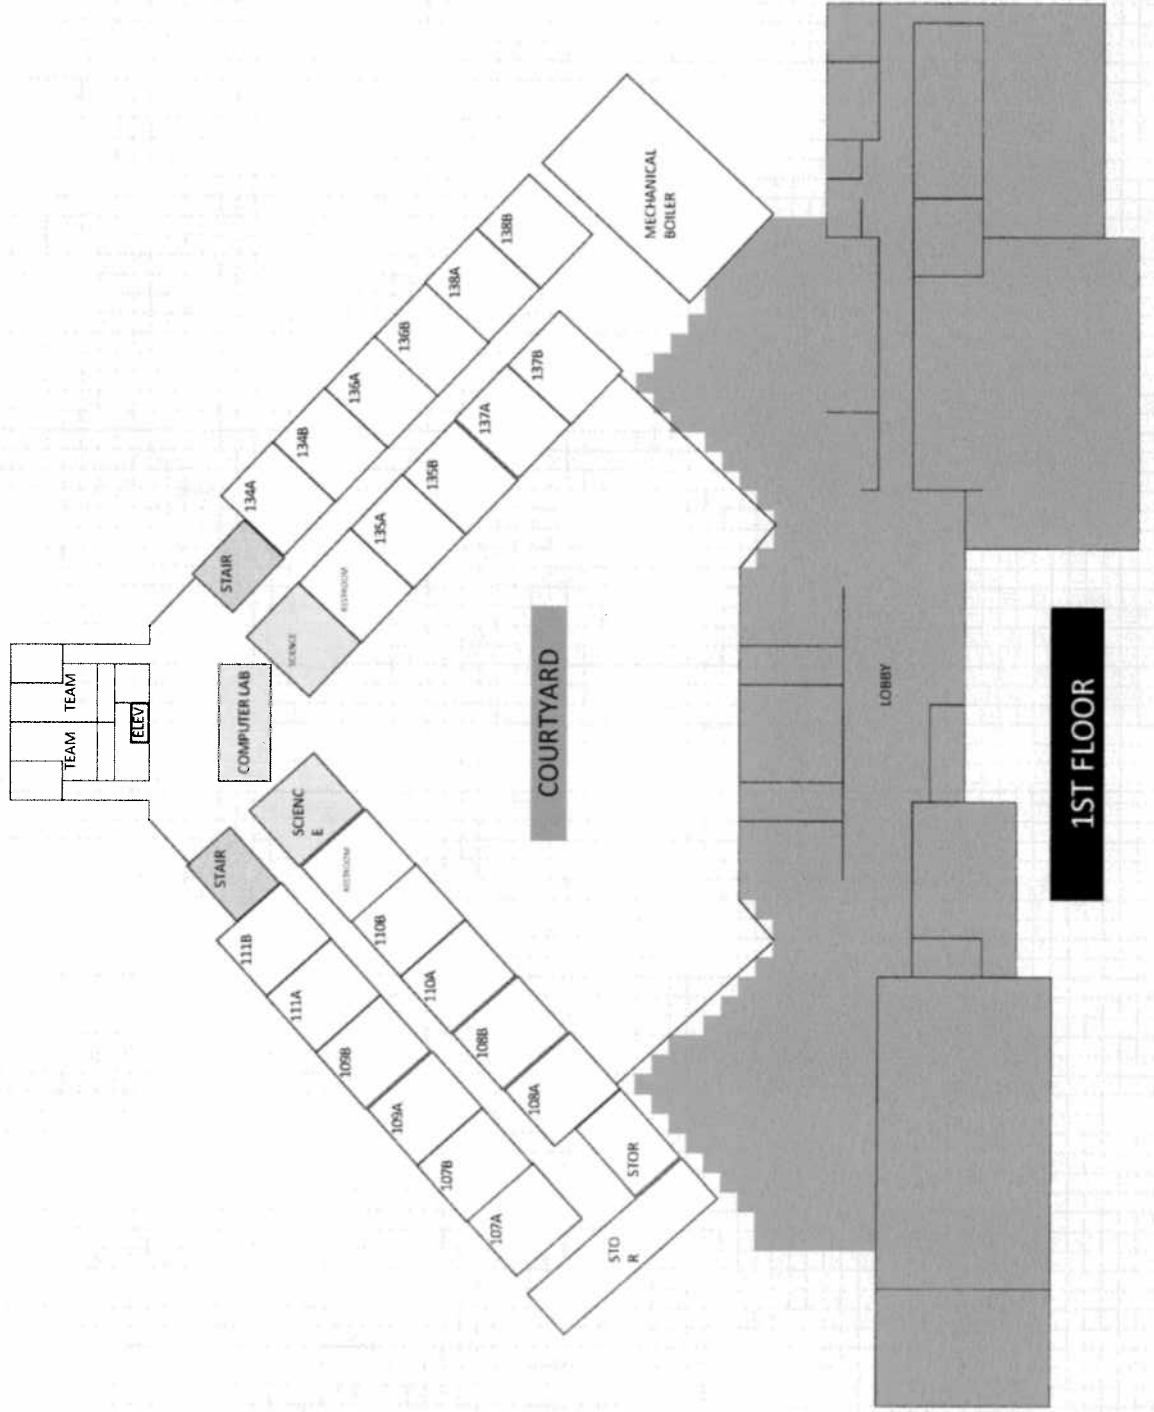 MECHANICAL
BOILER
138B
138A
136B
136A
134B
134A
STAIR
137B
137A
135B
135A
RESTROOM
SCIENCE
TEAM
TEAM
ELEV
COMPUTER LAB
SCIENC
E
RESTROOM
STAIR
111B
111A
109B
109A
107B
107A
110B
110A
108B
108A
STOR
STO
R
COURTYARD
LOBBY
1ST FLOOR